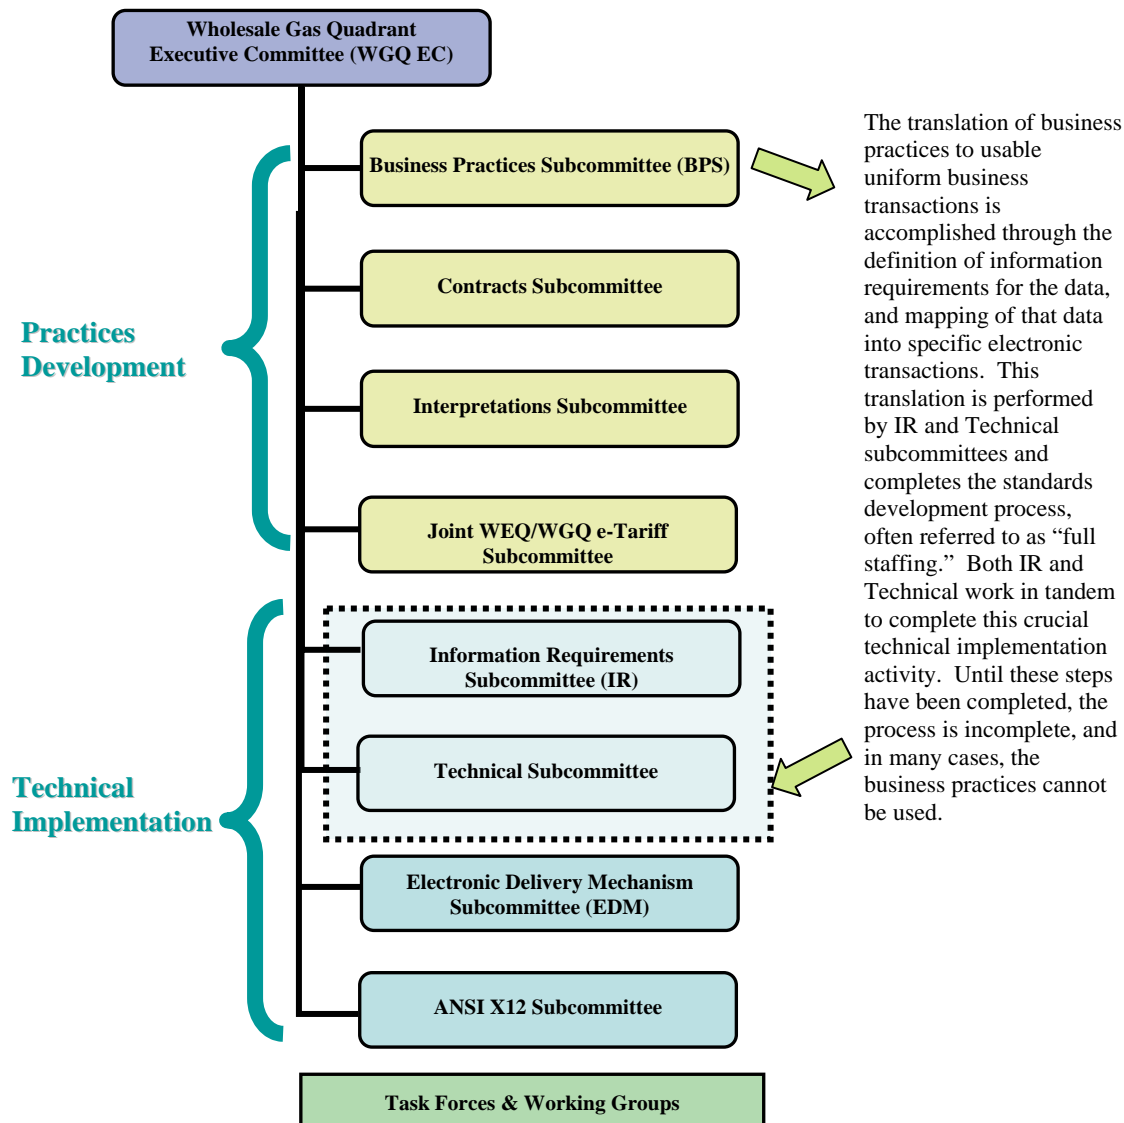 Wholesale Gas Quadrant
Executive Committee (WGQ EC)
Business Practices Subcommittee (BPS)
Contracts Subcommittee
Practices
Development
Interpretations Subcommittee
Joint WEQ/WGQ e-Tariff
Subcommittee
Information Requirements
Subcommittee (IR)
Technical Subcommittee
Technical
Implementation
Electronic Delivery Mechanism
Subcommittee (EDM)
ANSI X12 Subcommittee
Task Forces & Working Groups
The translation of business
practices to usable
uniform business
transactions is
accomplished through the
definition of information
requirements for the data,
and mapping of that data
into specific electronic
transactions.  This
translation is performed
by IR and Technical
subcommittees and
completes the standards
development process,
often referred to as “full
staffing.”  Both IR and
Technical work in tandem
to complete this crucial
technical implementation
activity.  Until these steps
have been completed, the
process is incomplete, and
in many cases, the
business practices cannot
be used.